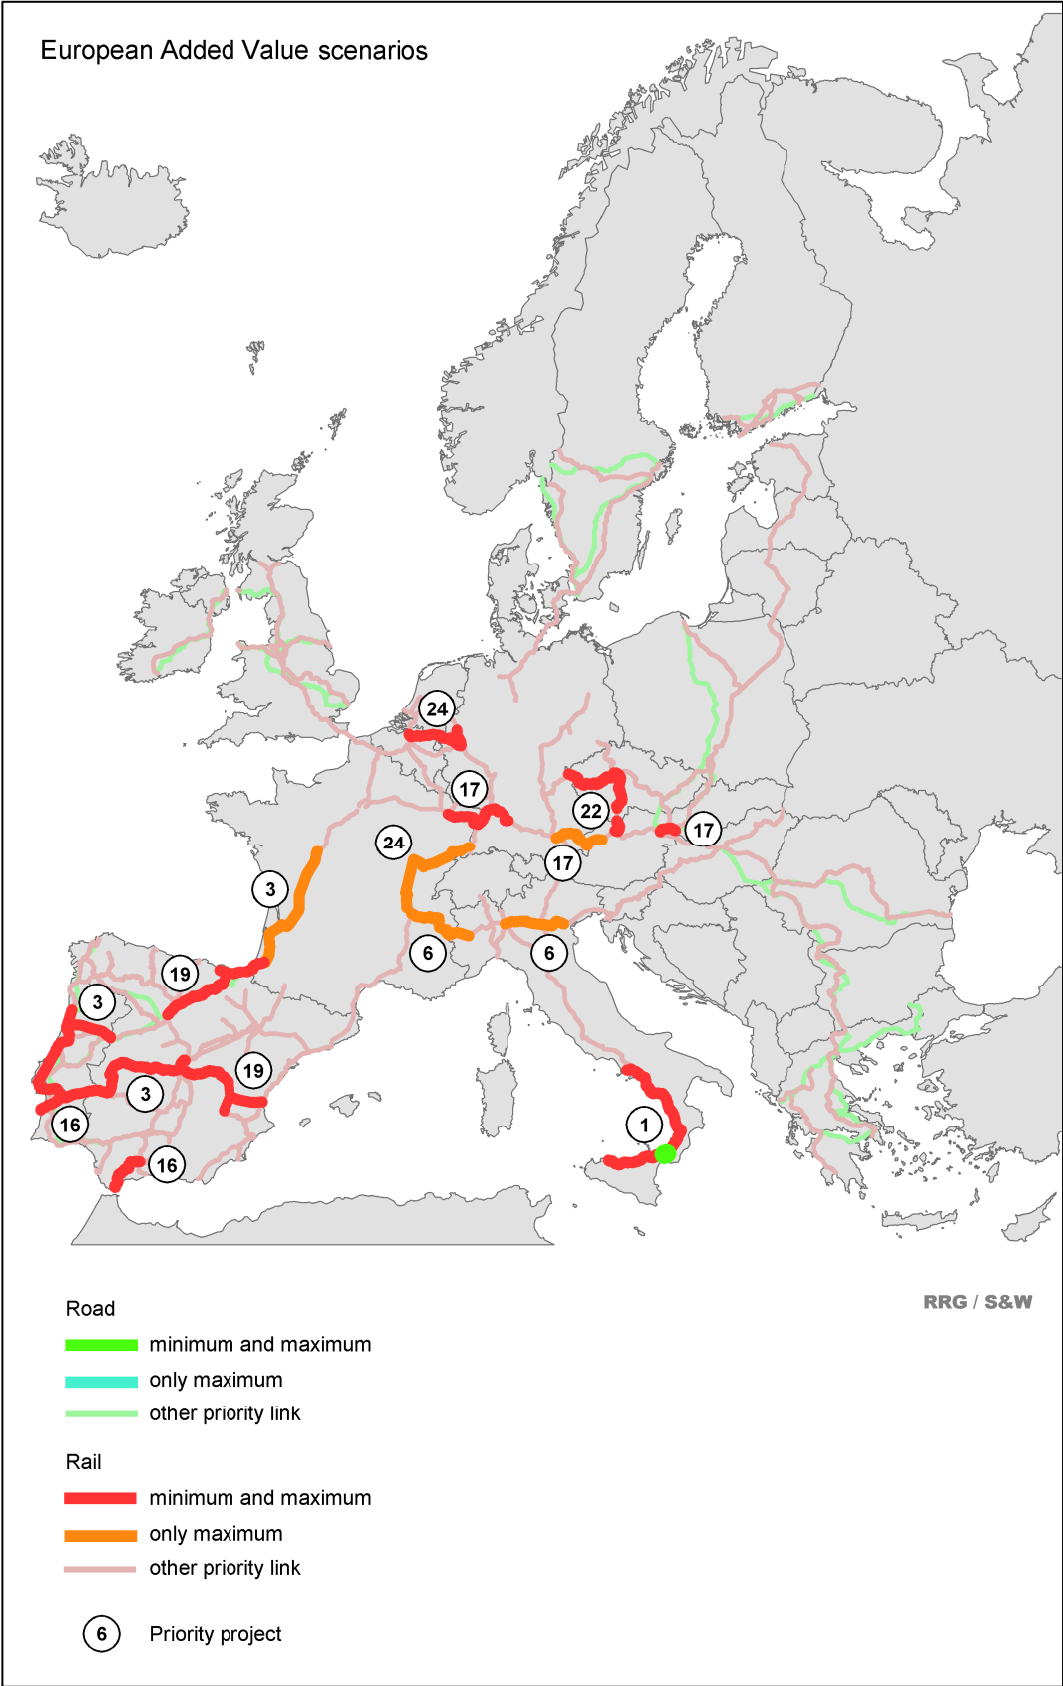 European Added Value scenarios
24
17
22
17
24
17
3
6
6
19
3
19
3
1
16
16
RRG / S&W
Road
minimum and maximum
only maximum
other priority link
Rail
minimum and maximum
only maximum
other priority link
6 Priority project